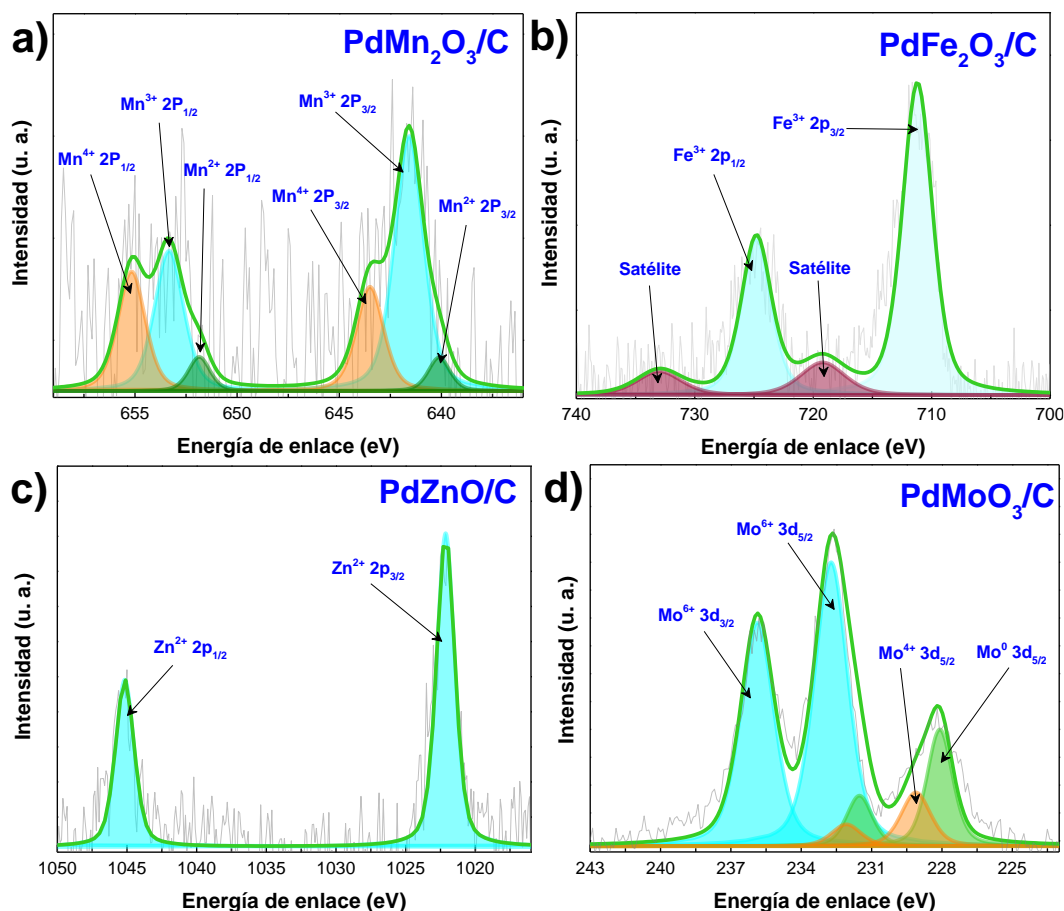 a)
PdMn₂O₃/C
Mn³⁺ 2P₃/₂
Mn³⁺ 2P₁/₂
Mn⁴⁺ 2P₁/₂
Mn²⁺ 2P₁/₂
Mn⁴⁺ 2P₃/₂
Mn²⁺ 2P₃/₂
Intensidad (u. a.)
655 650 645 640
Energía de enlace (eV)
b)
PdFe₂O₃/C
Fe³⁺ 2p₃/₂
Fe³⁺ 2p₁/₂
Satélite
Satélite
Intensidad (u. a.)
740 730 720 710 700
Energía de enlace (eV)
c)
PdZnO/C
Zn²⁺ 2p₃/₂
Zn²⁺ 2p₁/₂
Intensidad (u. a.)
1050 1045 1040 1035 1030 1025 1020
Energía de enlace (eV)
d)
PdMoO₃/C
Mo⁶⁺ 3d₅/₂
Mo⁶⁺ 3d₃/₂
Mo⁴⁺ 3d₅/₂
Mo⁰ 3d₅/₂
Intensidad (u. a.)
243 240 236 234 231 228 225
Energía de enlace (eV)